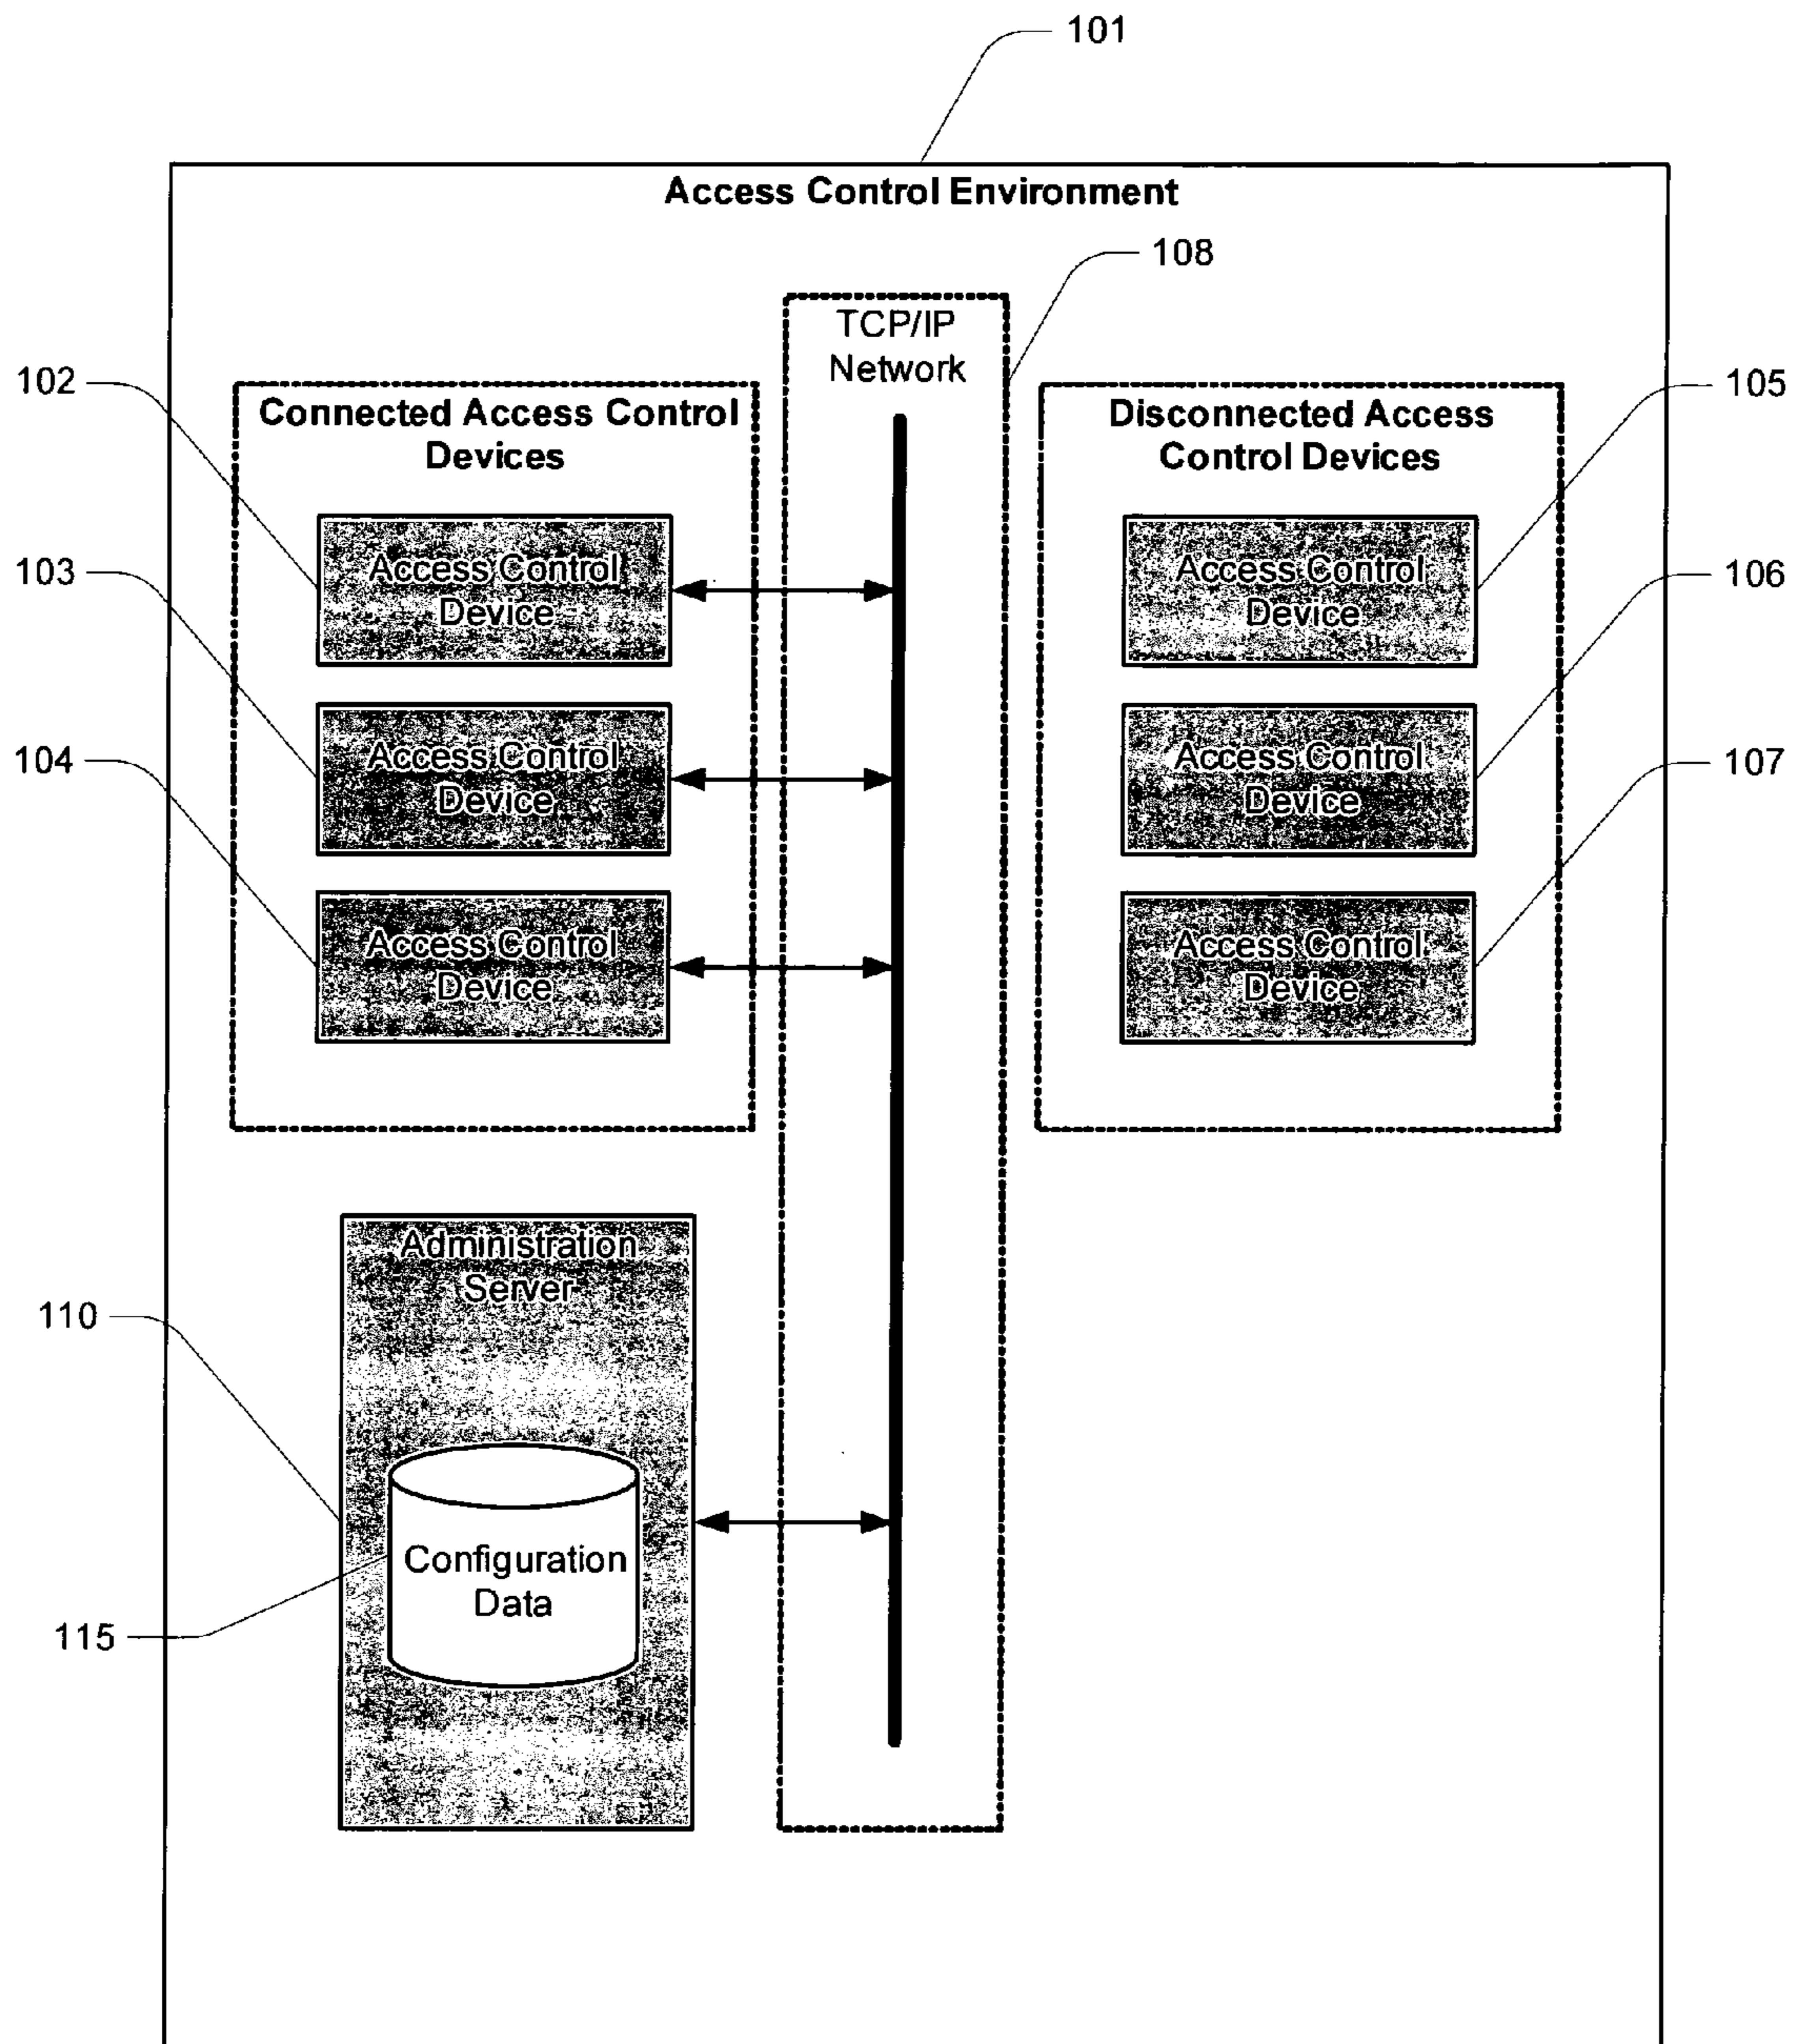 101
Access Control Environment
108
TCP/IP
Network
102
Connected Access Control
Devices
Access Control
Device
103
Access Control
Device
104
Access Control
Device
Disconnected Access
Control Devices
105
Access Control
Device
106
Access Control
Device
107
Access Control
Device
110
Administration
Server
Configuration
Data
115